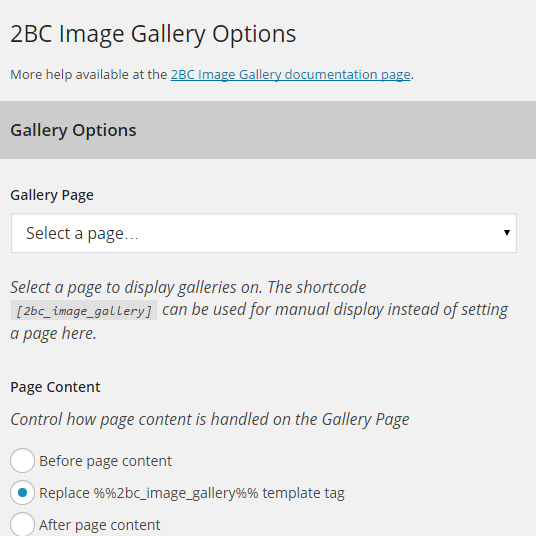 2BC Image Gallery Options
More help available at the 2BC Image Gallery documentation page.
Gallery Options
Gallery Page
Select a page...
Select a page to display galleries on. The shortcode
[2bc_image_gallery] can be used for manual display instead of setting
a page here.
Page Content
Control how page content is handled on the Gallery Page
Before page content
Replace %%2bc_image_gallery%% template tag
After page content